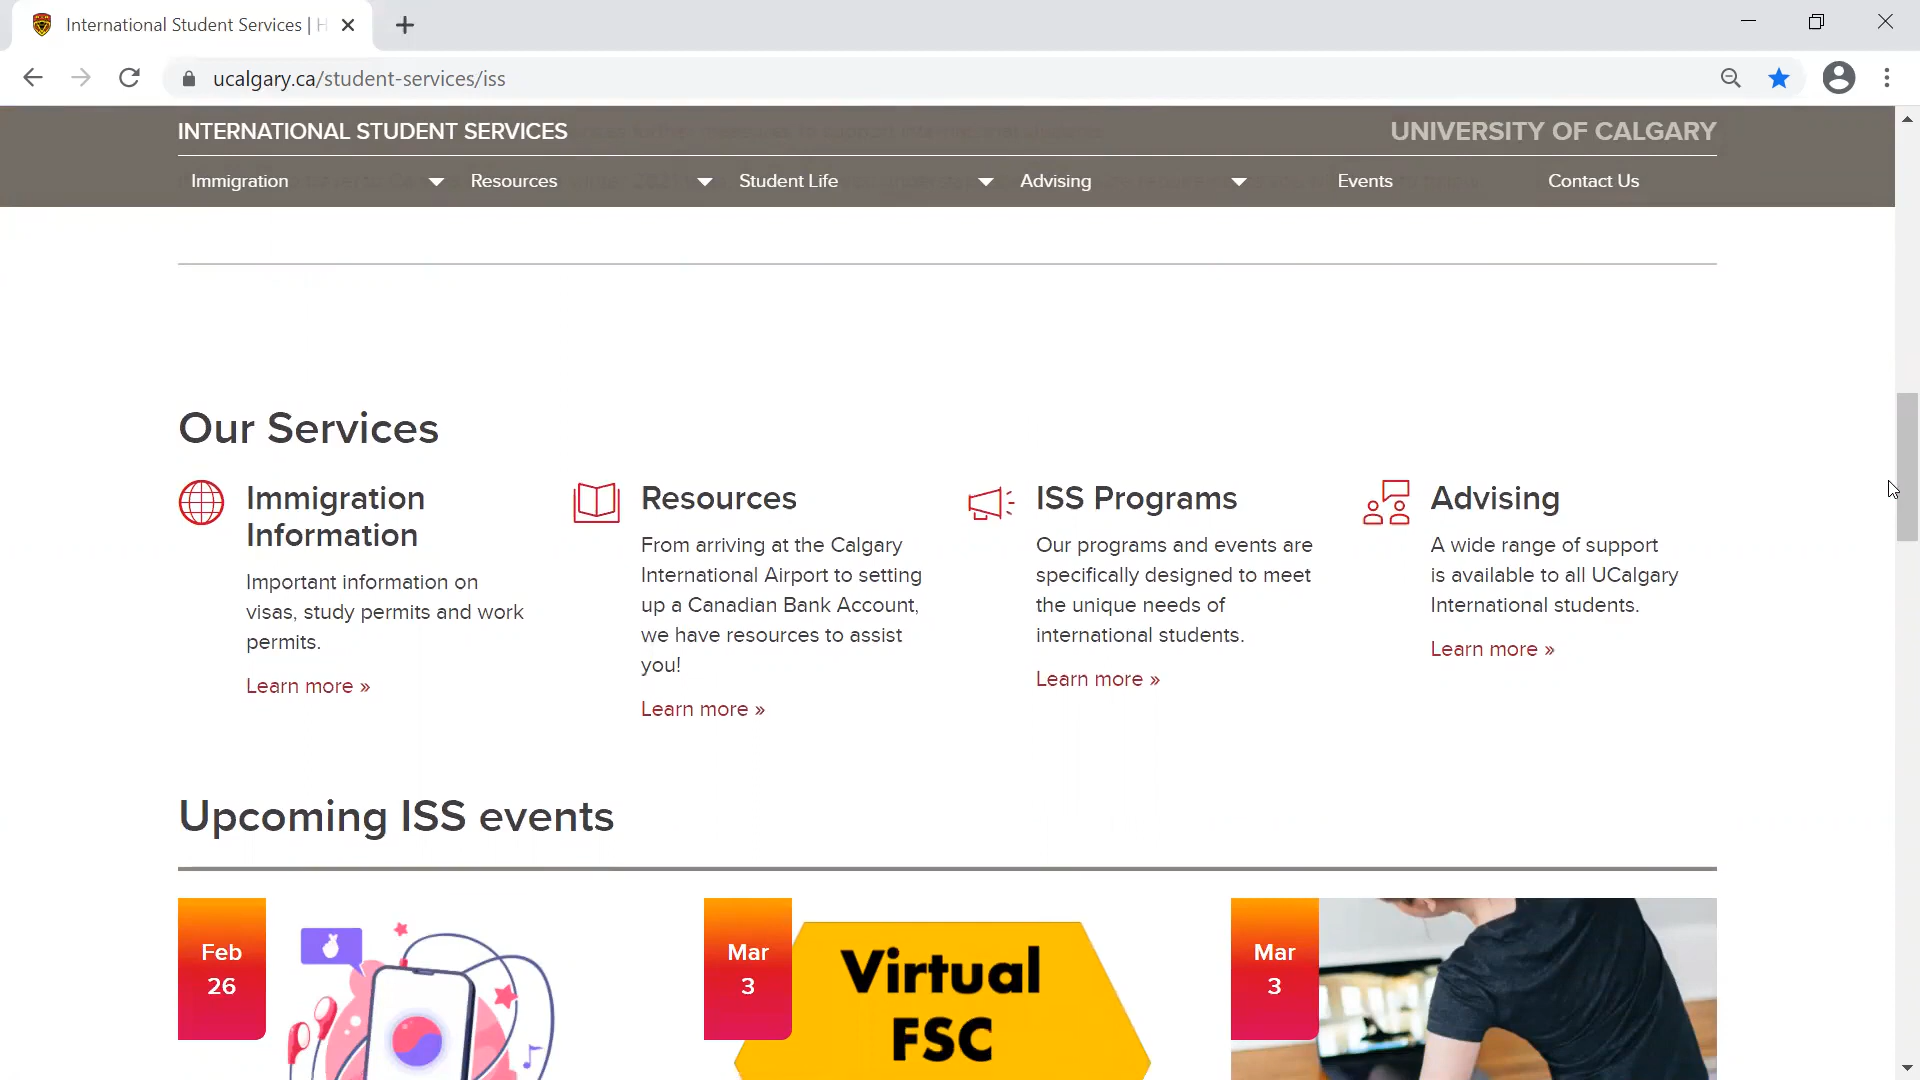 International Student Services | H
ucalgary.ca/student-services/iss
INTERNATIONAL STUDENT SERVICES
UNIVERSITY OF CALGARY
Immigration
Resources
Student Life
Advising
Events
Contact Us
Our Services
Immigration
Information
Important information on
visas, study permits and work
permits.
Learn more »
Resources
From arriving at the Calgary
International Airport to setting
up a Canadian Bank Account,
we have resources to assist
you!
Learn more »
ISS Programs
Our programs and events are
specifically designed to meet
the unique needs of
international students.
Learn more »
Advising
A wide range of support
is available to all UCalgary
International students.
Learn more »
Upcoming ISS events
Feb
26
Mar
3
Virtual
FSC
Mar
3